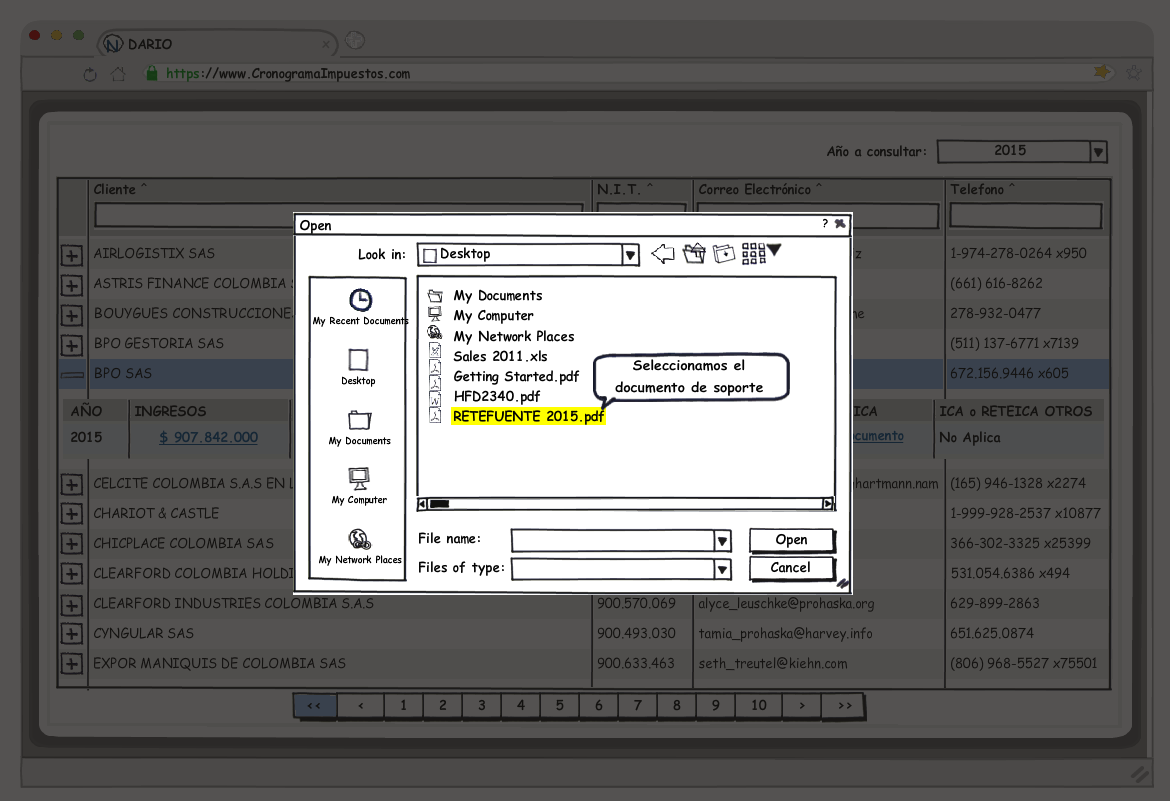 DARIO
https://www.CronogramaImpuestos.com
Año a consultar: 2015
Cliente ^ N.I.T. ^ Correo Electrónico ^ Telefono ^
Open ?
Look in: Desktop
My Recent Documents
Desktop
My Documents
My Computer
My Network Places
My Documents
My Computer
My Network Places
Sales 2011.xls
Getting Started.pdf
HFD2340.pdf
RETEFUENTE 2015.pdf
Seleccionamos el
documento de soporte
File name: Open
Files of type: Cancel
AIRLOGISTIX SAS z 1-974-278-0264 x950
ASTRIS FINANCE COLOMBIA (661) 616-8262
BOUYGUES CONSTRUCCIONE ne 278-932-0477
BPO GESTORIA SAS (511) 137-6771 x7139
BPO SAS 672.156.9446 x605
AÑO INGRESOS ICA ICA o RETEICA OTROS
2015 $ 907.842.000 cumento No Aplica
CELCITE COLOMBIA S.A.S EN hartmann.nam (165) 946-1328 x2274
CHARIOT & CASTLE 1-999-928-2537 x10877
CHICPLACE COLOMBIA SAS 366-302-3325 x25399
CLEARFORD COLOMBIA HOLDI 531.054.6386 x494
CLEARFORD INDUSTRIES COLOMBIA S.A.S 900.570.069 alyce_leuschke@prohaska.org 629-899-2863
CYNGULAR SAS 900.493.030 tamia_prohaska@harvey.info 651.625.0874
EXPOR MANIQUIS DE COLOMBIA SAS 900.633.463 seth_treutel@kiehn.com (806) 968-5527 x75501
<< < 1 2 3 4 5 6 7 8 9 10 > >>